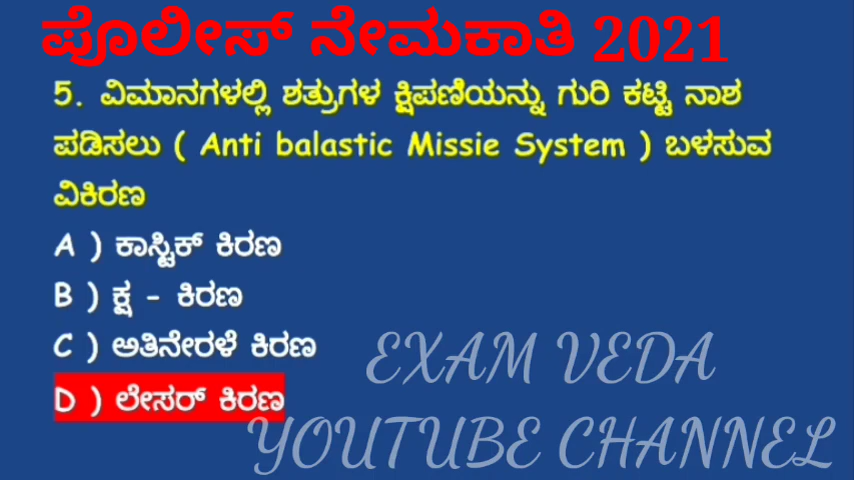 ಪೊಲೀಸ್ ನೇಮಕಾತಿ 2021
5. ವಿಮಾನಗಳಲ್ಲಿ ಶತ್ರುಗಳ ಕ್ಷಿಪಣಿಯನ್ನು ಗುರಿ ಕಟ್ಟಿ ನಾಶ
ಪಡಿಸಲು ( Anti balastic Missie System ) ಬಳಸುವ
ವಿಕಿರಣ
A ) ಕಾಸ್ಟಿಕ್ ಕಿರಣ
B ) ಕ್ಷ - ಕಿರಣ
C ) ಅತಿನೇರಳೆ ಕಿರಣ
D ) ಲೇಸರ್ ಕಿರಣ
EXAM VEDA
YOUTUBE CHANNEL